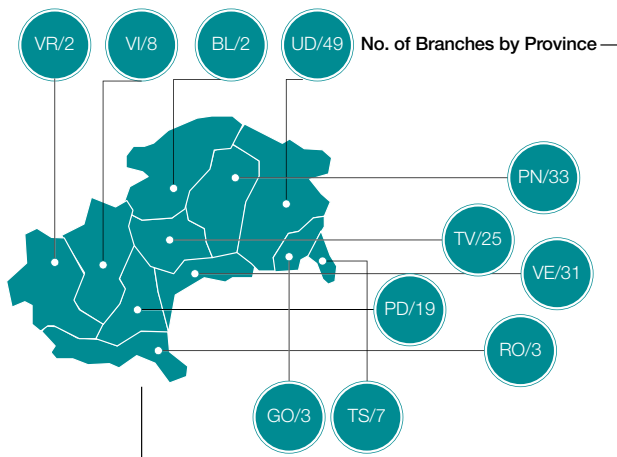 VR/2
VI/8
BL/2
UD/49
No. of Branches by Province
PN/33
TV/25
VE/31
PD/19
RO/3
GO/3
TS/7